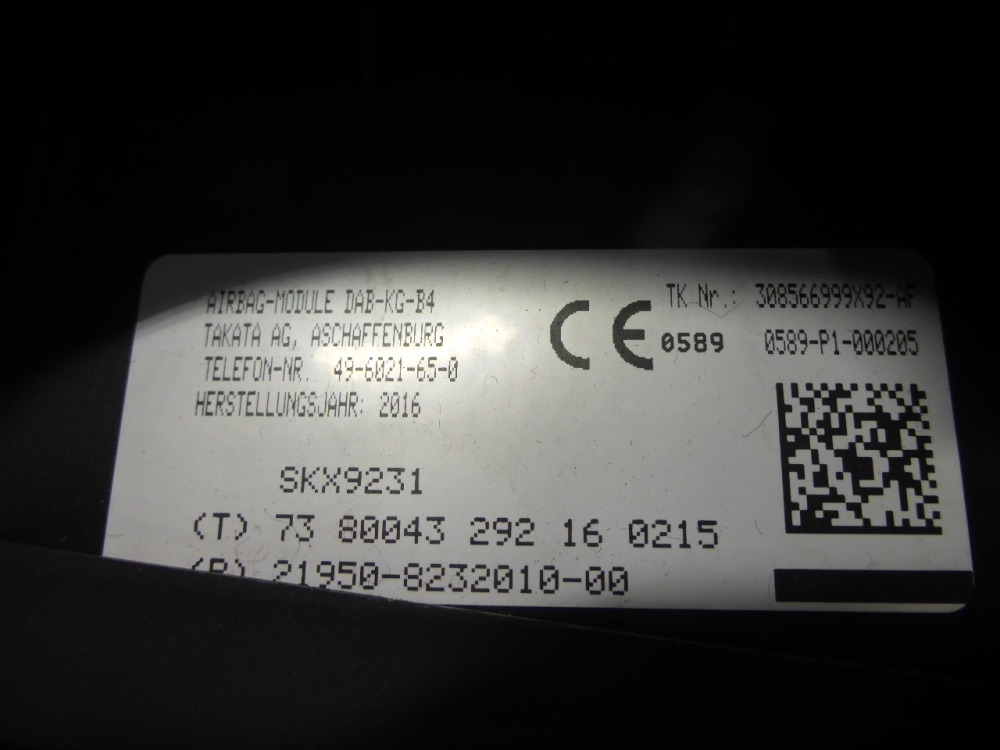 AIRBAG-MODULE DAB-KG-B4
TAKATA AG, ASCHAFFENBURG
TELEFON-NR. 49-6021-65-0
HERSTELLUNGSJAHR: 2016
CE 0589
TK Nr.: 308566999X92-AF
0589-P1-000205
SKX9231
(T) 73 80043 292 16 0215
(P) 21950-8232010-00